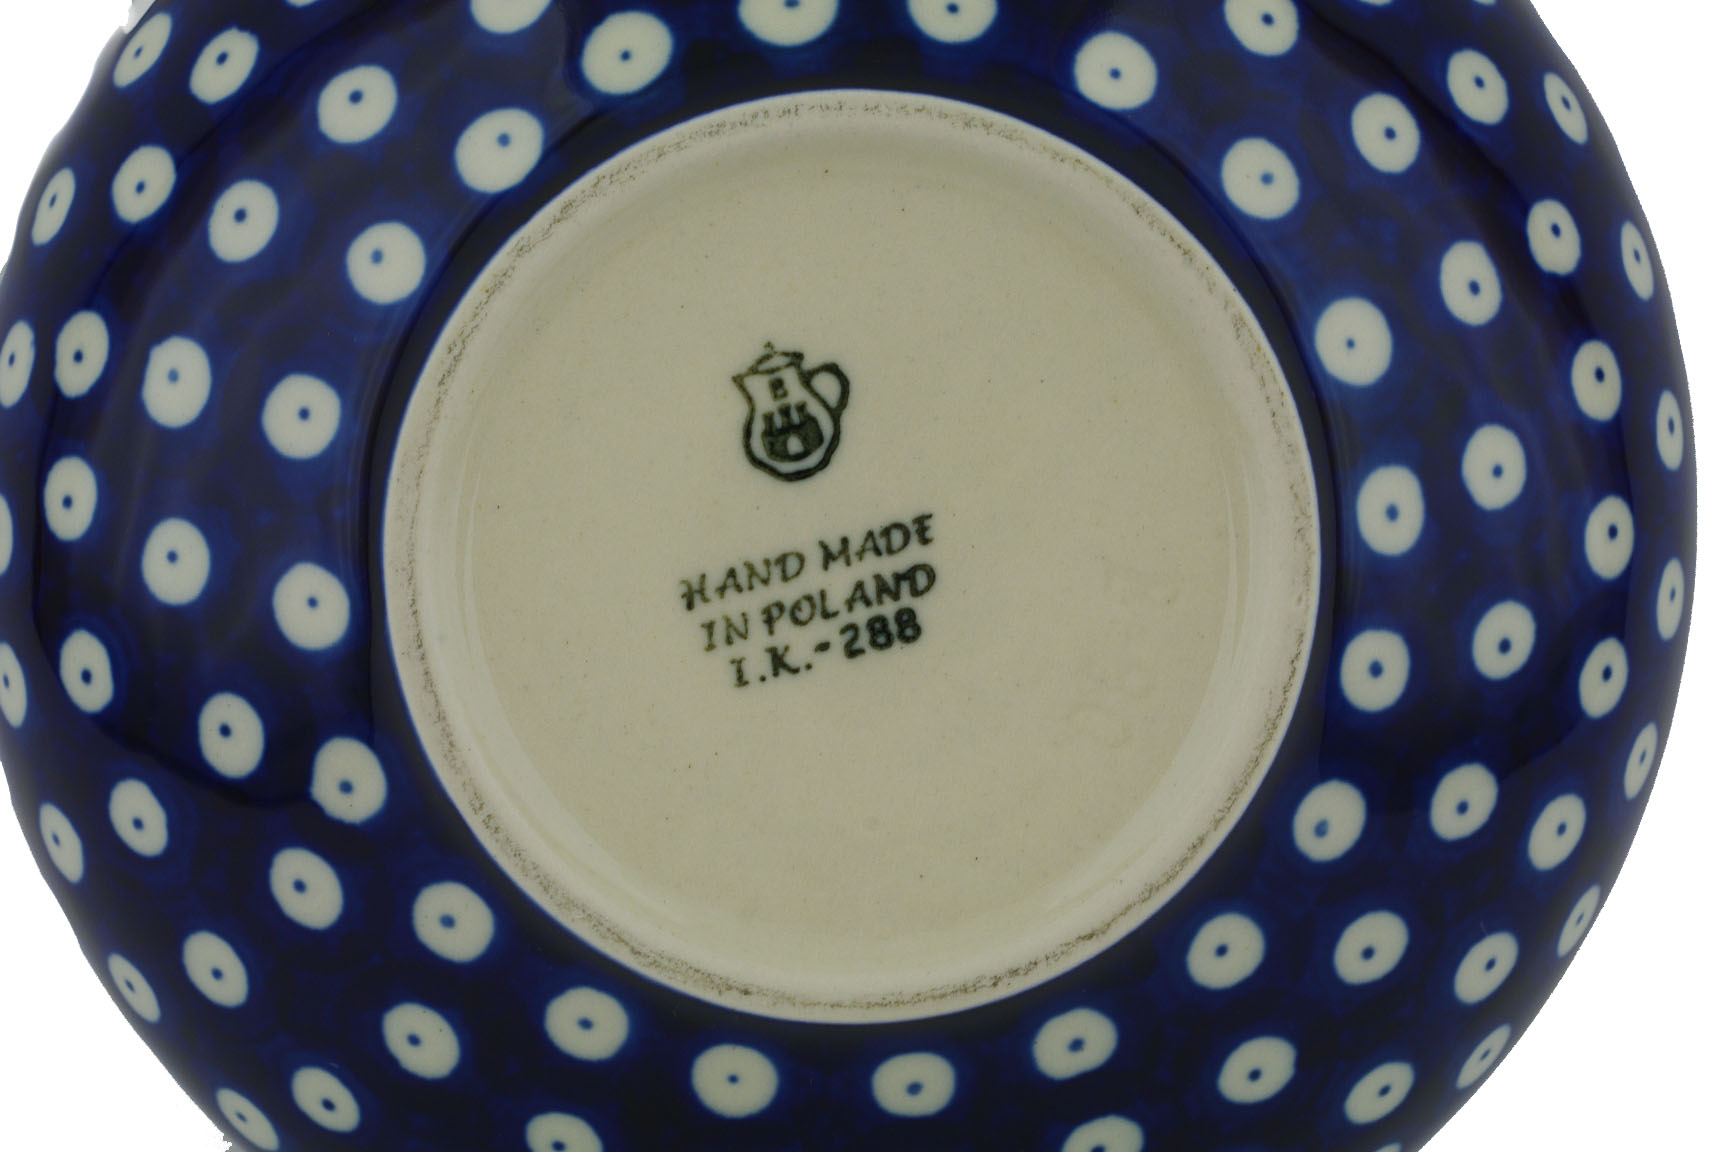 B
HAND MADE
IN POLAND
I.K.-288